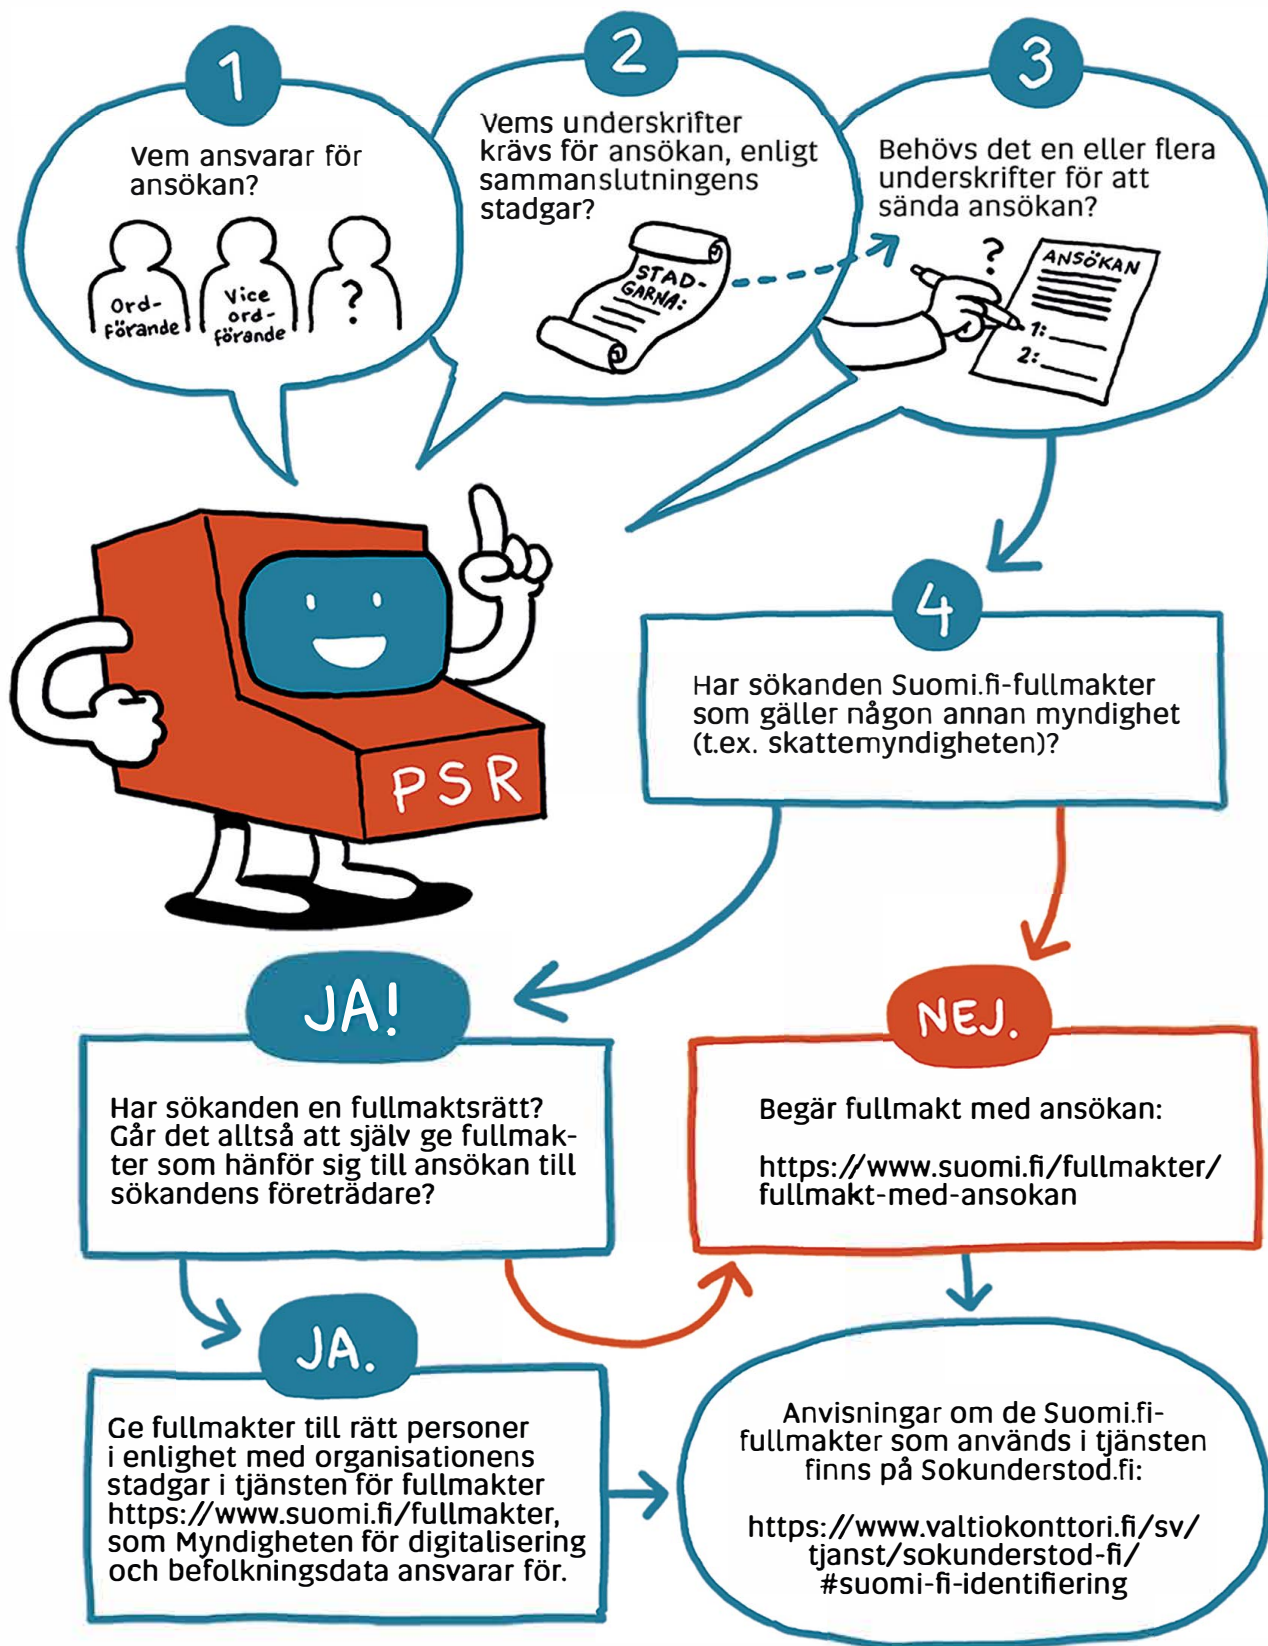 1
Vem ansvarar för
ansökan?
Ord-
förande
Vice
ord-
förande
?
2
Vems underskrifter
krävs för ansökan, enligt
sammanslutningens
stadgar?
STAD-
GARNA:
3
Behövs det en eller flera
underskrifter för att
sända ansökan?
?
ANSÖKAN
1:
2:
PSR
4
Har sökanden Suomi.fi-fullmakter
som gäller någon annan myndighet
(t.ex. skattemyndigheten)?
JA!
Har sökanden en fullmaktsrätt?
Går det alltså att själv ge fullmak-
ter som hänför sig till ansökan till
sökandens företrädare?
NEJ.
Begär fullmakt med ansökan:
https://www.suomi.fi/fullmakter/
fullmakt-med-ansokan
JA.
Ge fullmakter till rätt personer
i enlighet med organisationens
stadgar i tjänsten för fullmakter
https://www.suomi.fi/fullmakter,
som Myndigheten för digitalisering
och befolkningsdata ansvarar för.
Anvisningar om de Suomi.fi-
fullmakter som används i tjänsten
finns på Sokunderstod.fi:
https://www.valtiokonttori.fi/sv/
tjanst/sokunderstod-fi/
#suomi-fi-identifiering